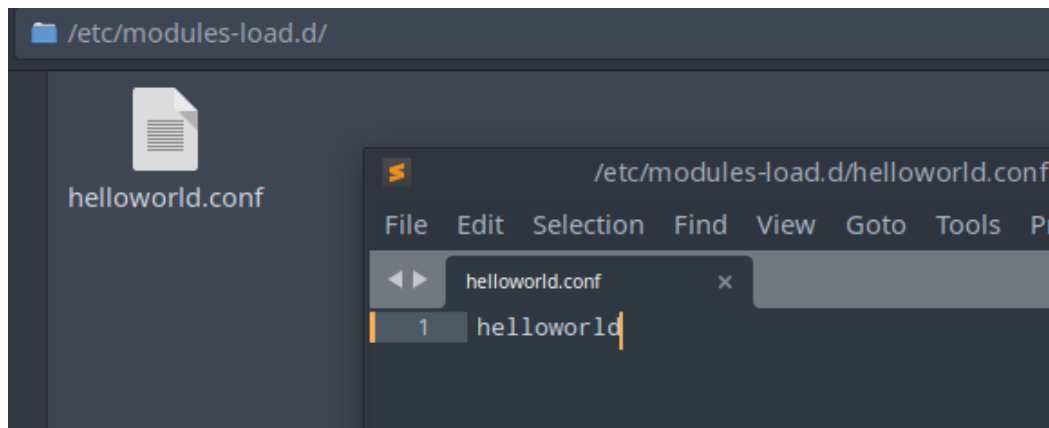 /etc/modules-load.d/
helloworld.conf
/etc/modules-load.d/helloworld.conf
File Edit Selection Find View Goto Tools
helloworld.conf ×
1 helloworld